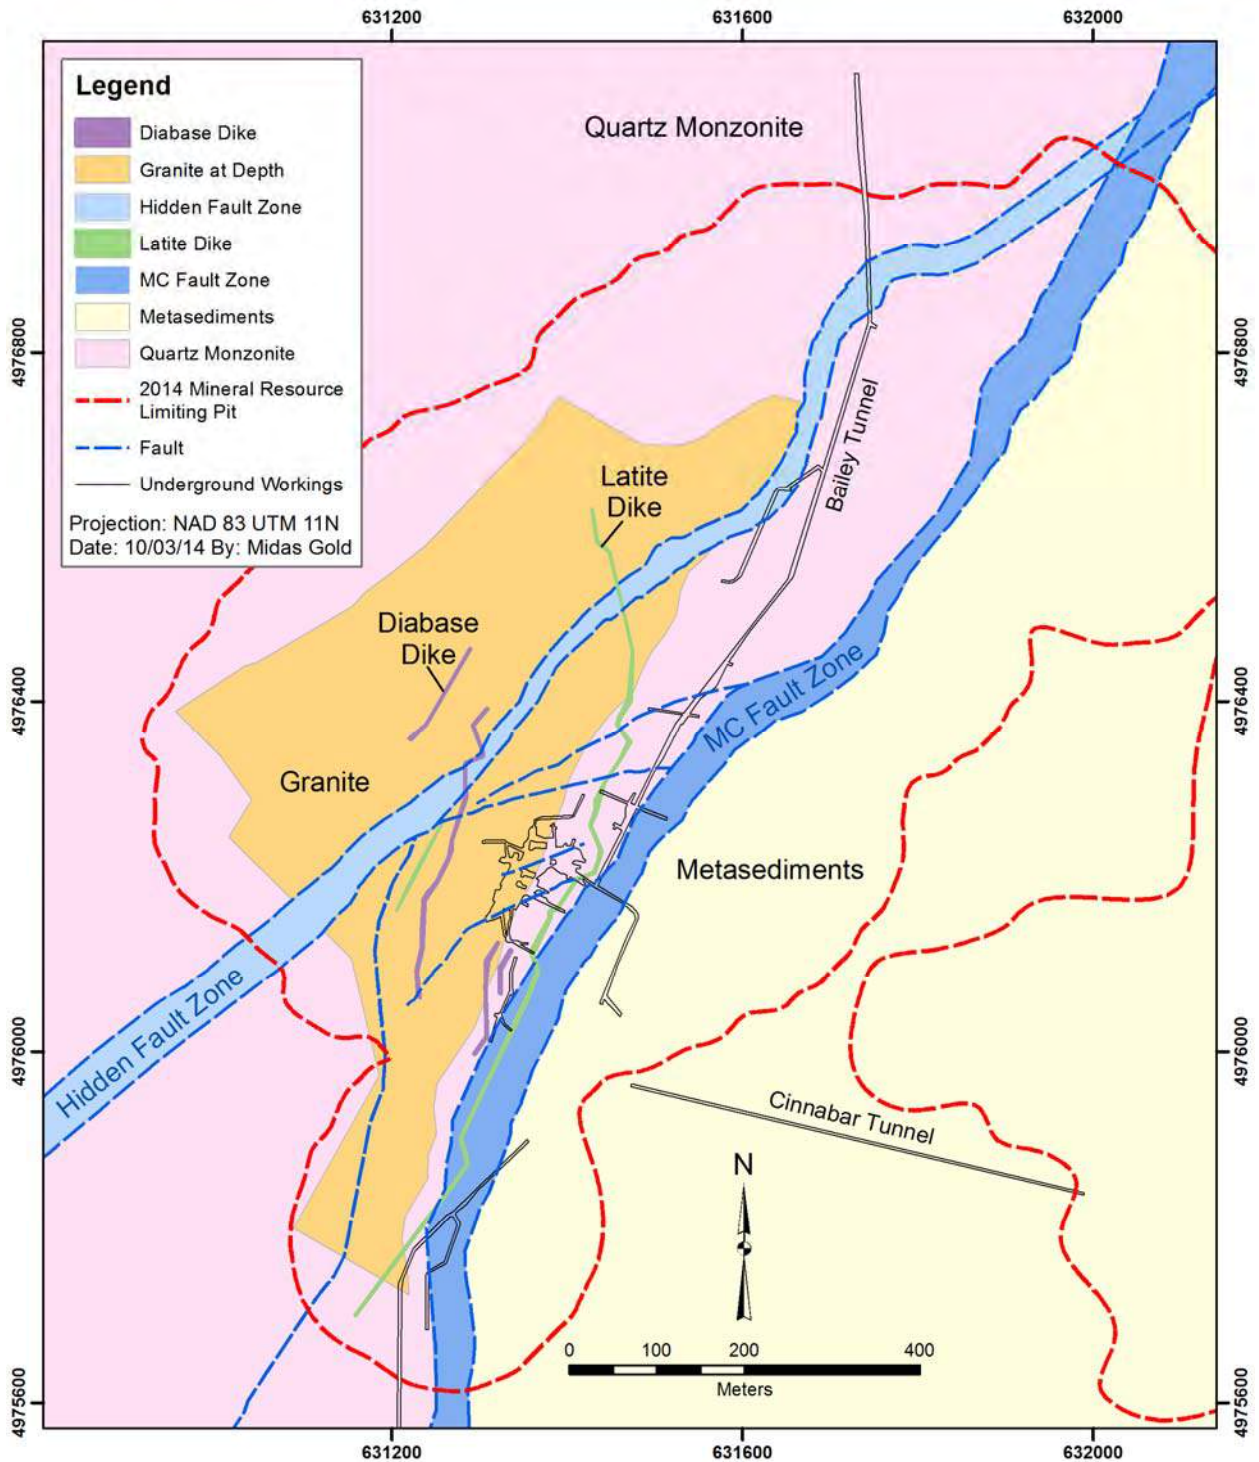 631200
631600
632000
Legend
Diabase Dike
Granite at Depth
Hidden Fault Zone
Latite Dike
MC Fault Zone
Metasediments
Quartz Monzonite
2014 Mineral Resource
Limiting Pit
Fault
Underground Workings
Projection: NAD 83 UTM 11N
Date: 10/03/14 By: Midas Gold
Quartz Monzonite
4976800
4976800
Bailey Tunnel
Latite
Dike
Diabase
Dike
4976400
4976400
MC Fault Zone
Granite
Metasediments
Hidden Fault Zone
4976000
4976000
Cinnabar Tunnel
N
0
100
200
400
Meters
4975600
4975600
631200
631600
632000